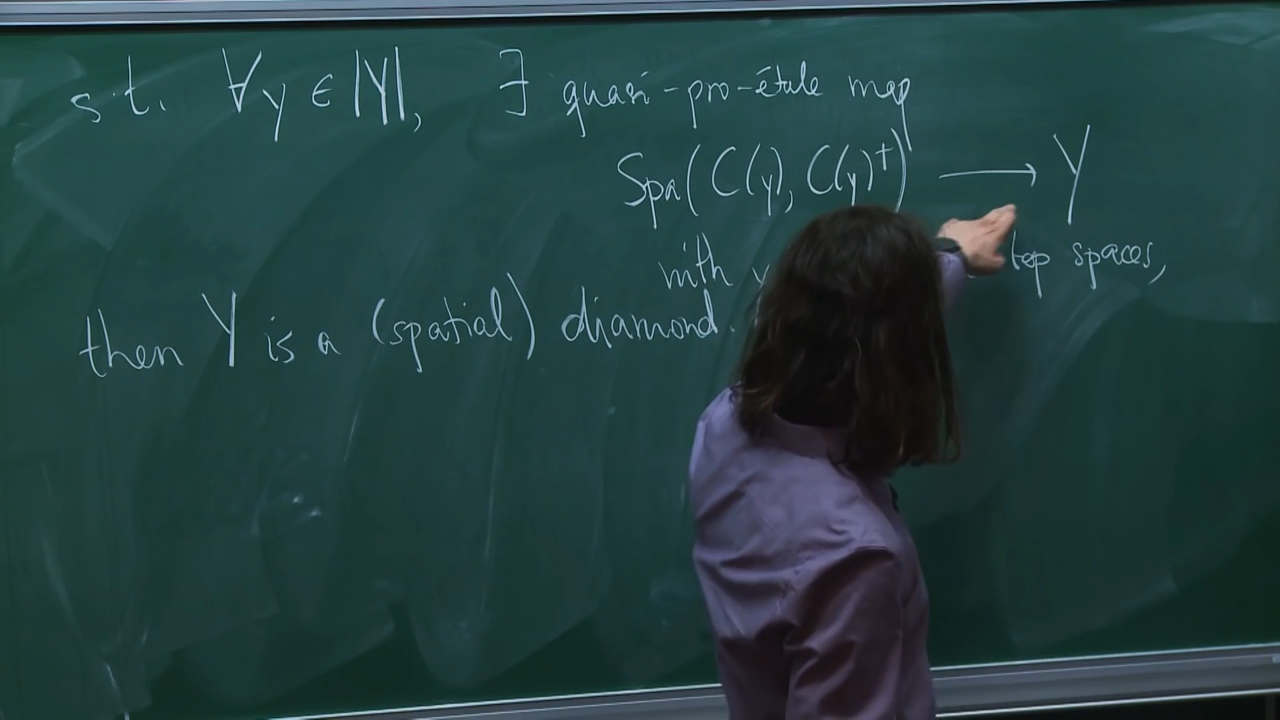 s.t. ∀y ∈ |Y|, ∃ quasi-pro-étale map
Spa(C(y), C(y)⁺) ⟶ Y
with y top spaces,
then Y is a (spatial) diamond.